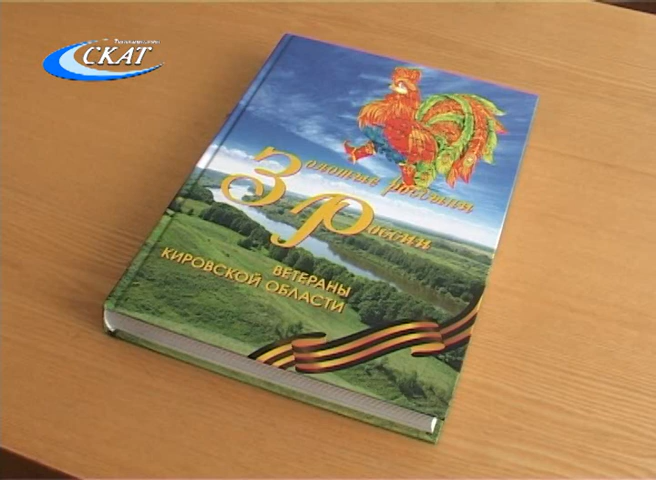 СКАТ
Золотые россыпи
России
ВЕТЕРАНЫ
КИРОВСКОЙ ОБЛАСТИ